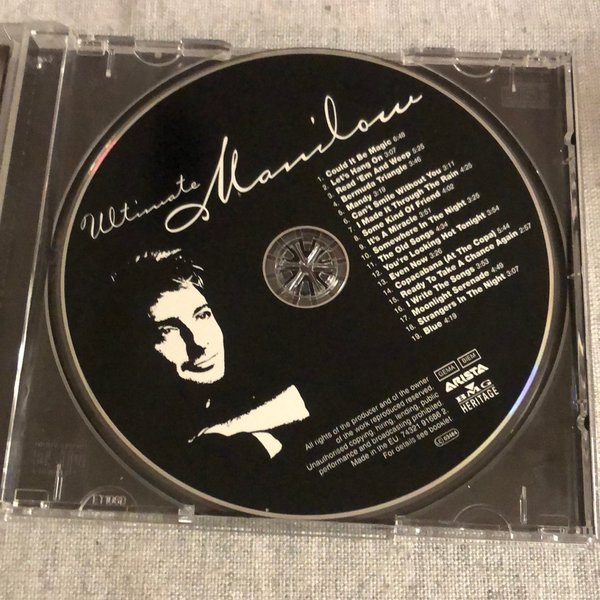 Ultimate
Manilow
1. Could It Be Magic 6:48
2. Let's Hang On 3:07
3. Read 'Em And Weep 5:25
4. Bermuda Triangle 3:46
5. Mandy 3:19
6. Can't Smile Without You 3:11
7. I Made It Through The Rain 4:25
8. Some Kind Of Friend 4:02
9. It's A Miracle 3:51
10. Somewhere In The Night 3:25
11. The Old Songs 4:34
12. You're Looking Hot Tonight 3:54
13. Even Now 3:26
14. Copacabana (At The Copa) 5:44
15. Ready To Take A Chance Again 2:57
16. I Write The Songs 3:53
17. Moonlight Serenade 4:49
18. Strangers In The Night 3:07
19. Blue 4:19
GEMA BIEM
ARISTA
BMG
HERITAGE
All rights of the producer and of the owner
of the work reproduced reserved.
Unauthorised copying, hiring, lending, public
performance and broadcasting prohibited.
Made in the EU. 74321 91668 2.
For details see booklet.
LC 03484